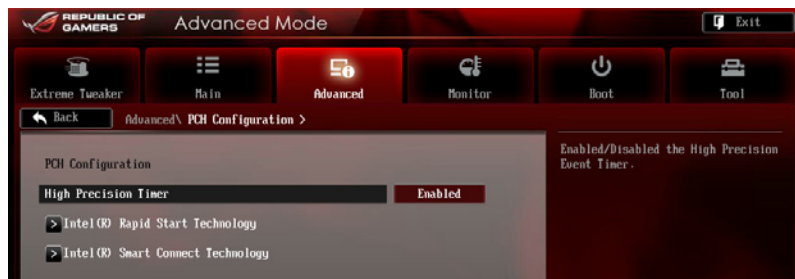 REPUBLIC OF
GAMERS
Advanced Mode
Exit
Extreme Tweaker
Main
Advanced
Monitor
Boot
Tool
Back
Advanced\ PCH Configuration >
Enabled/Disabled the High Precision
Event Timer.
PCH Configuration
High Precision Timer
Enabled
> Intel(R) Rapid Start Technology
> Intel(R) Smart Connect Technology